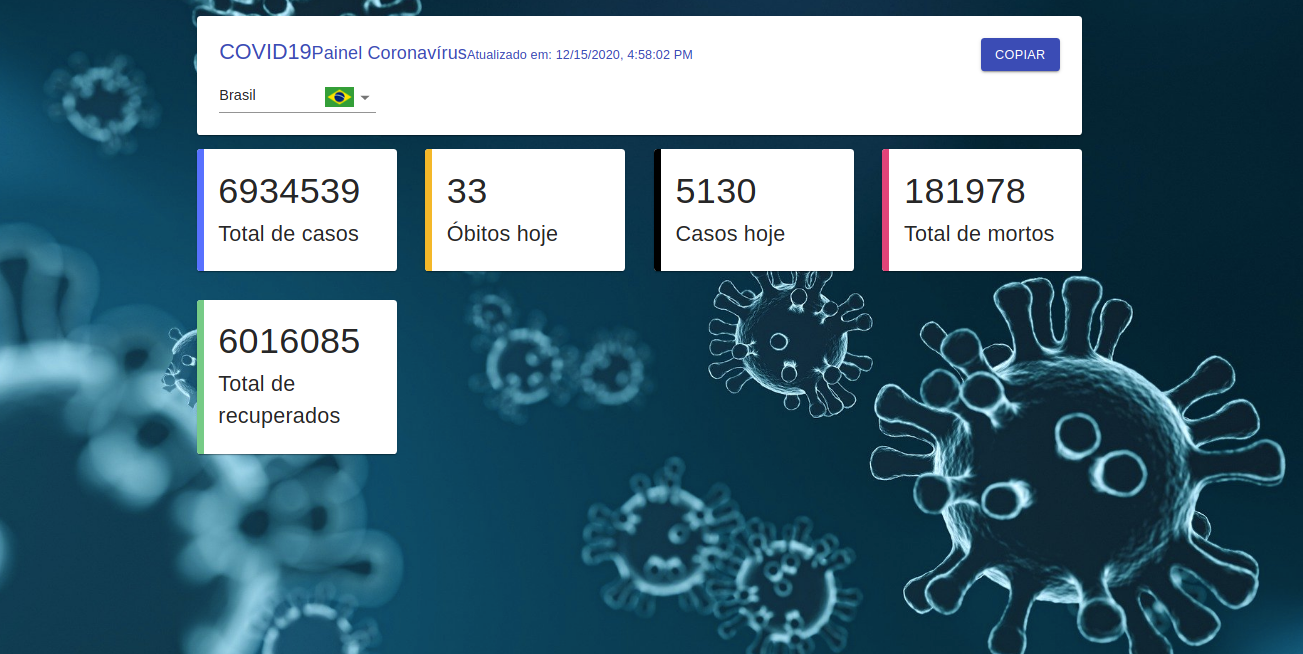 COVID19Painel CoronavírusAtualizado em: 12/15/2020, 4:58:02 PM
COPIAR
Brasil
6934539
Total de casos
33
Óbitos hoje
5130
Casos hoje
181978
Total de mortos
6016085
Total de
recuperados